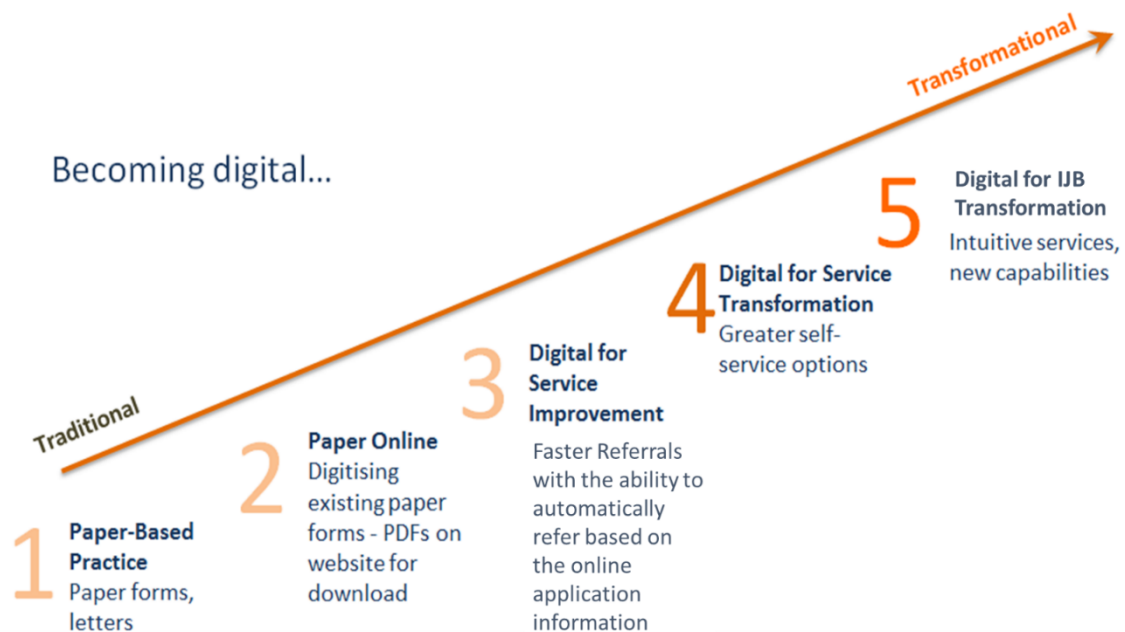 Becoming digital...
Traditional
Transformational
1
Paper-Based
Practice
Paper forms,
letters
2
Paper Online
Digitising
existing paper
forms - PDFs on
website for
download
3
Digital for
Service
Improvement
Faster Referrals
with the ability to
automatically
refer based on
the online
application
information
4
Digital for Service
Transformation
Greater self-
service options
5
Digital for IJB
Transformation
Intuitive services,
new capabilities